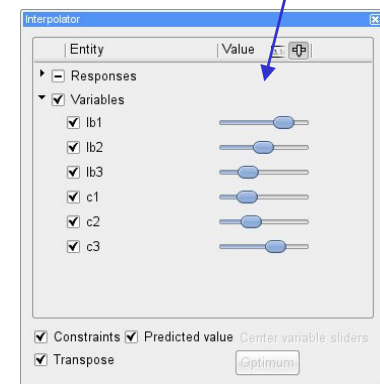 Interpolator
Entity Value
Responses
Variables
lb1
lb2
lb3
c1
c2
c3
Constraints Predicted value Center variable sliders
Transpose Optimum